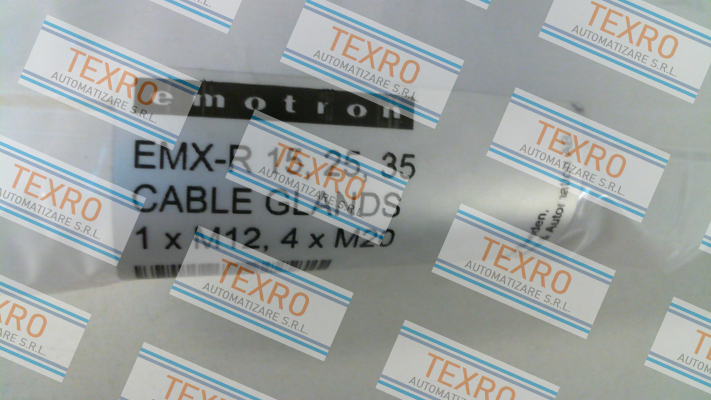 emotron
EMX-R 15, 25, 35
CABLE GLANDS
1 x M12, 4 x M20
TEXRO
AUTOMATIZARE S.R.L.